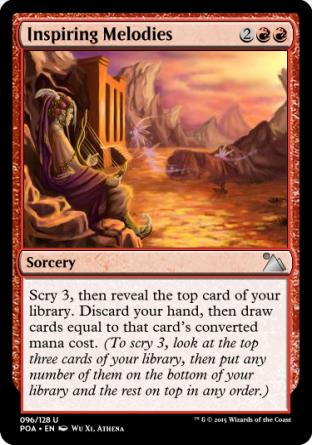 Inspiring Melodies 2
Sorcery
Scry 3, then reveal the top card of your
library. Discard your hand, then draw
cards equal to that card's converted
mana cost. (To scry 3, look at the top
three cards of your library, then put any
number of them on the bottom of your
library and the rest on top in any order.)
096/128 U
POA • EN Wu Xi, Athena
™ & © 2015 Wizards of the Coast